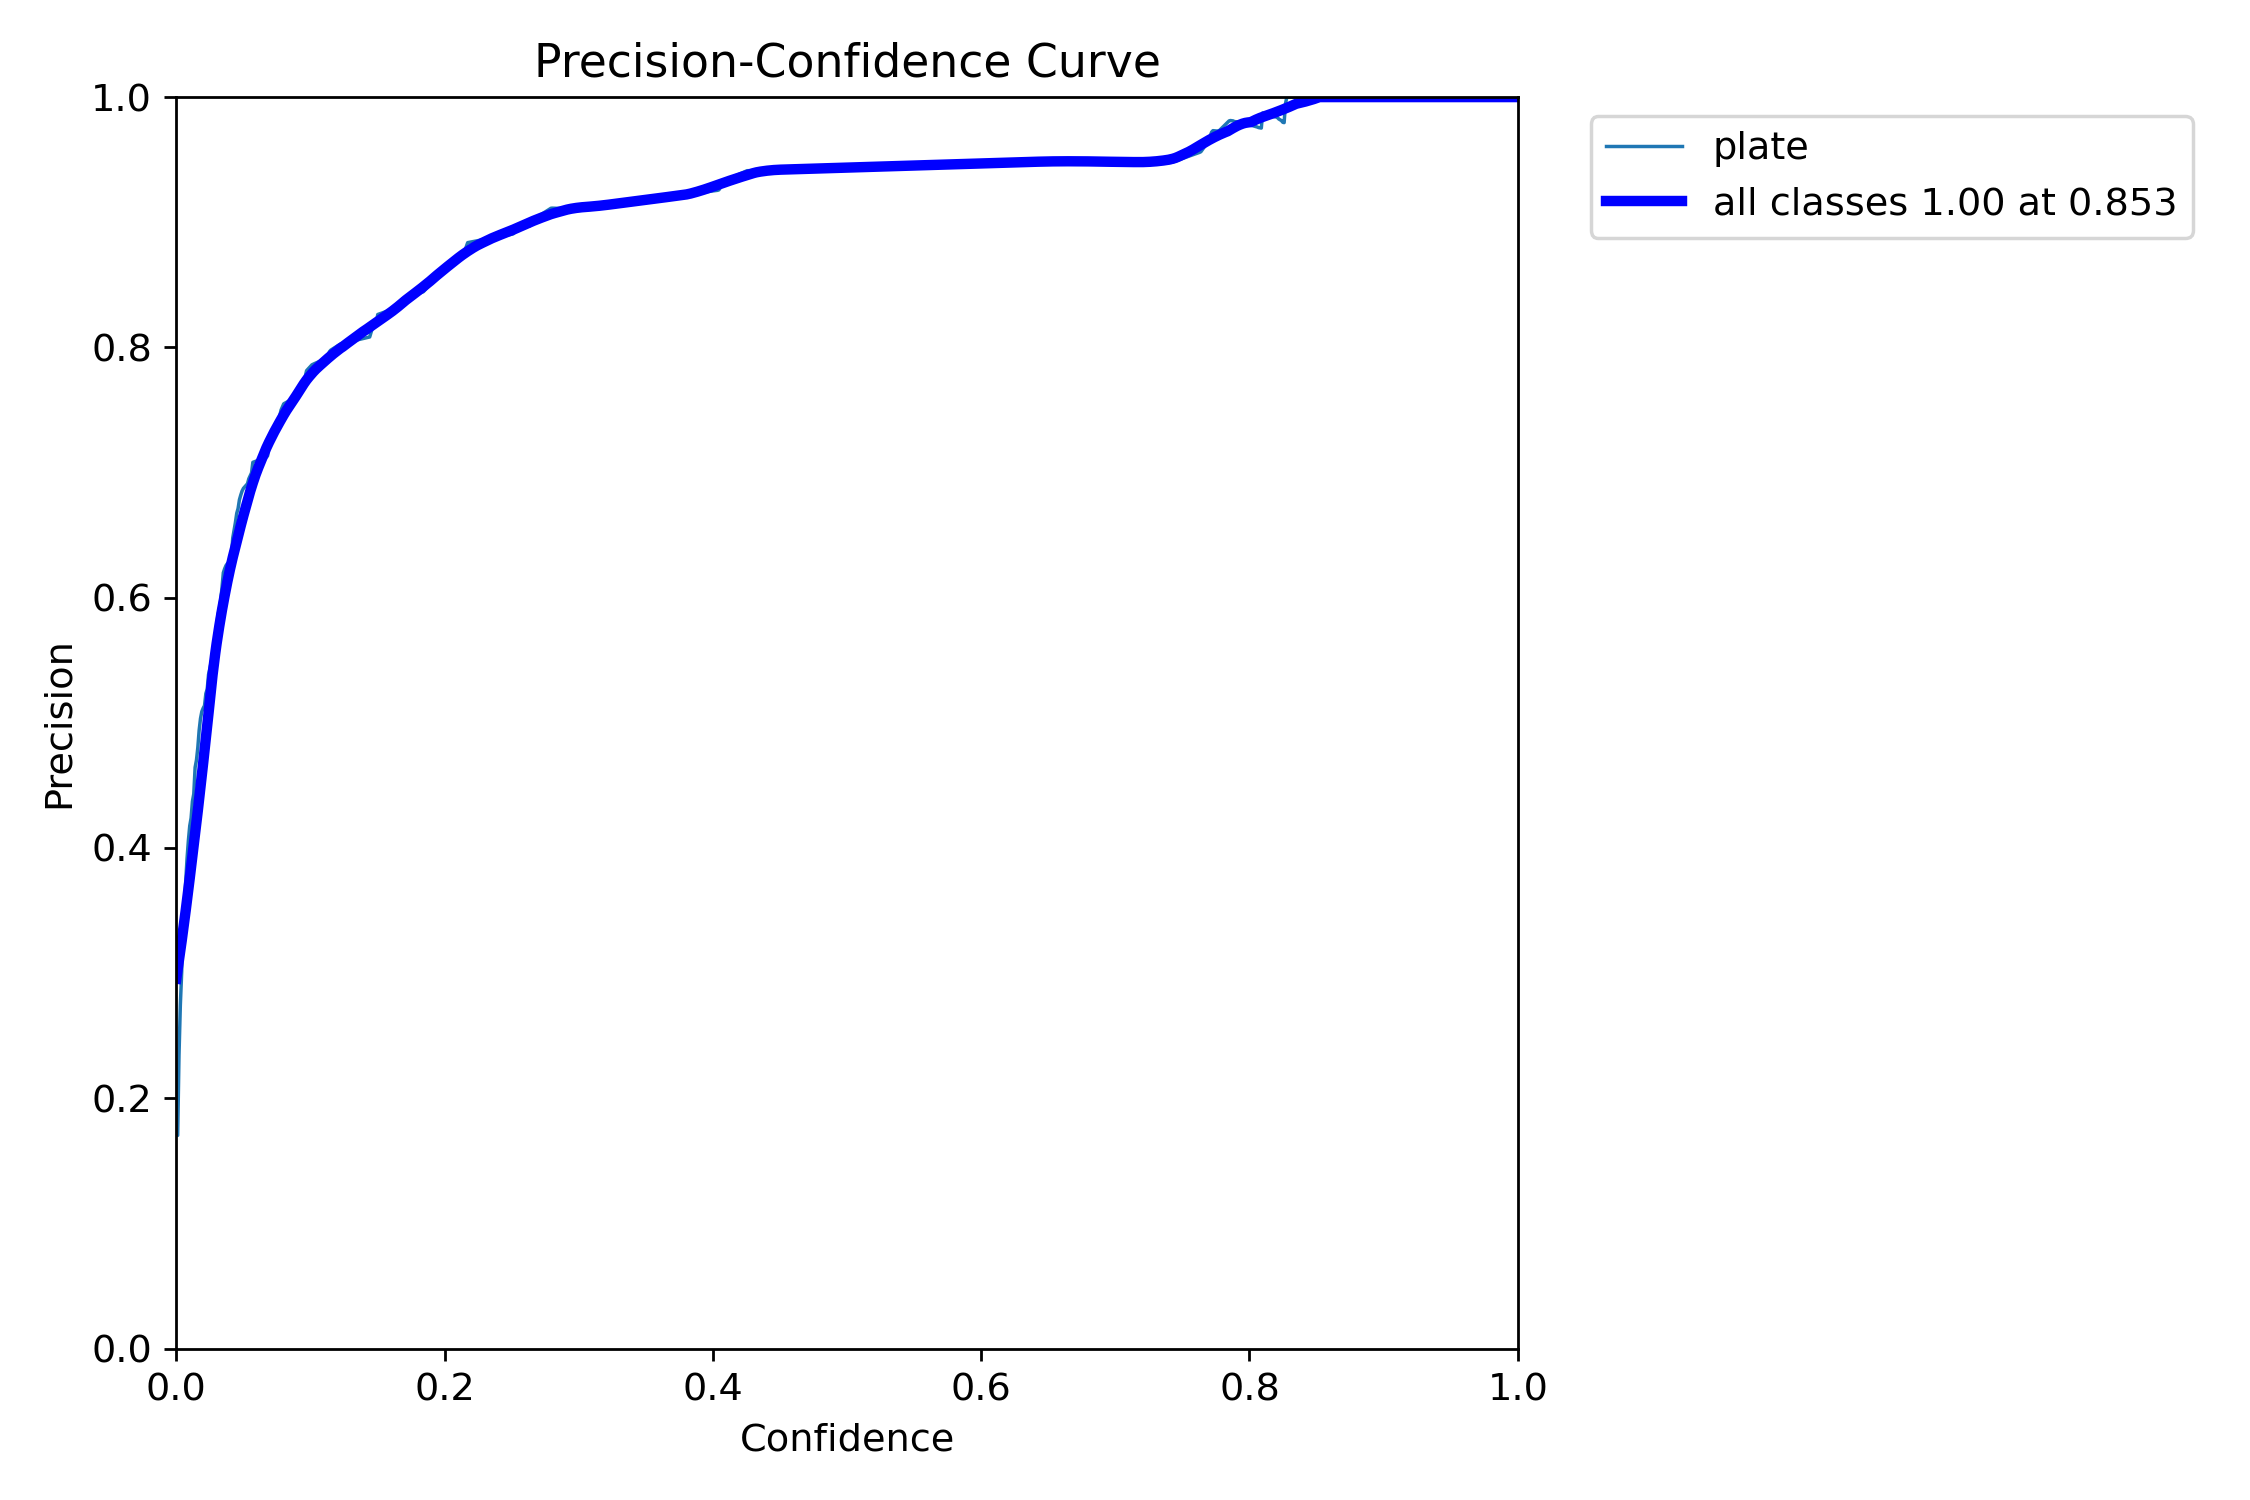 Precision-Confidence Curve
1.0
0.8
0.6
0.4
0.2
0.0
Precision
0.0 0.2 0.4 0.6 0.8 1.0
Confidence
plate
all classes 1.00 at 0.853